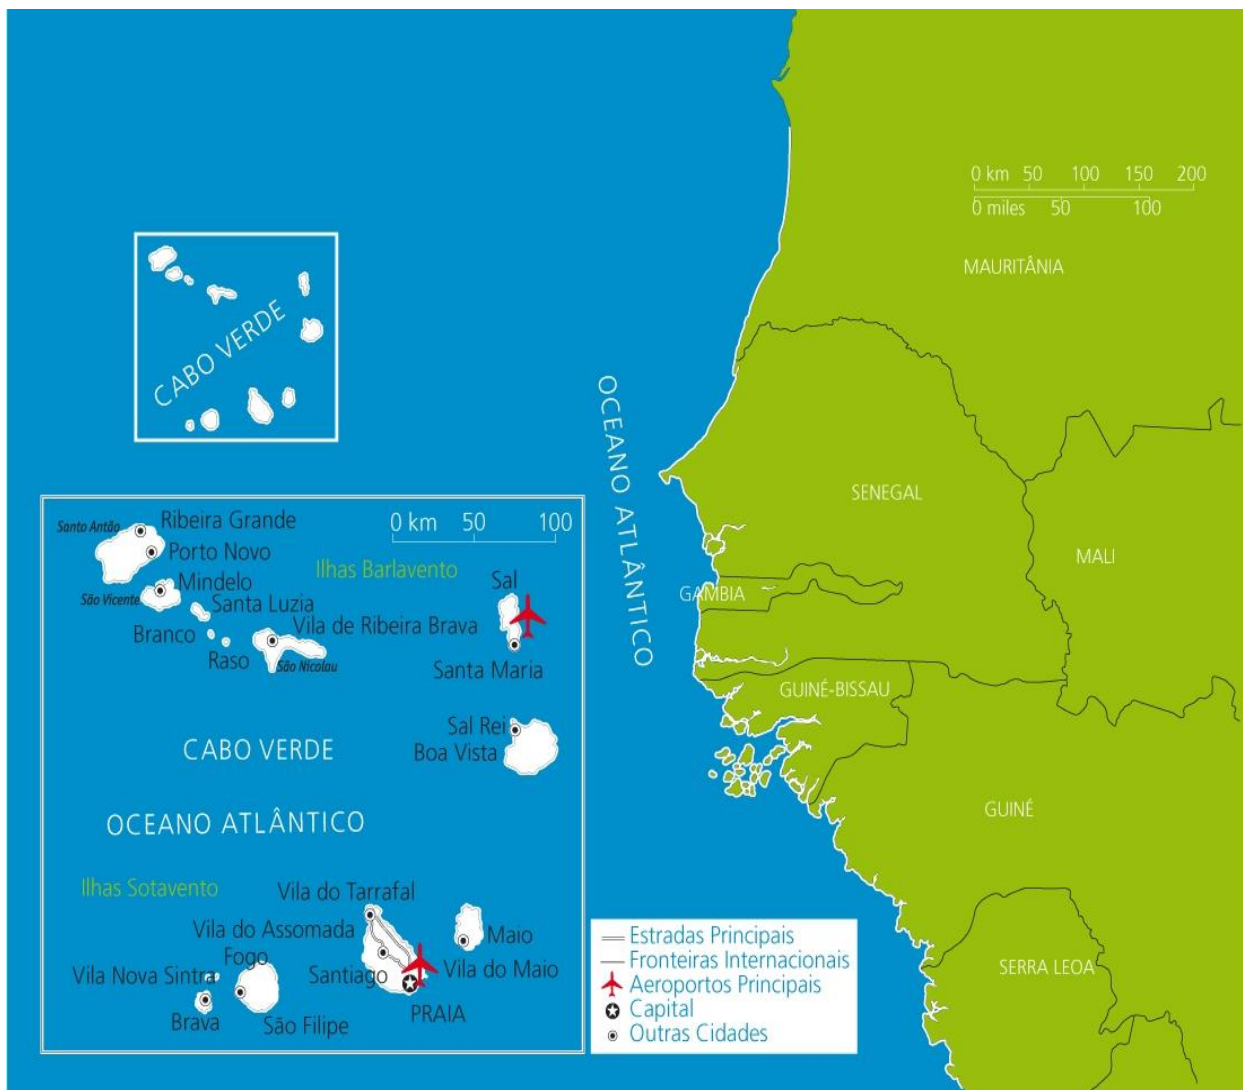 0 km 50 100 150 200
0 miles 50 100
MAURITÂNIA
CABO VERDE
OCEANO ATLÂNTICO
SENEGAL
MALI
GAMBIA
GUINÉ-BISSAU
GUINÉ
SERRA LEOA
Santo Antão
Ribeira Grande
0 km 50 100
Porto Novo
Ilhas Barlavento
Mindelo
Sal
São Vicente
Santa Luzia
Branco
Vila de Ribeira Brava
Raso
São Nicolau
Santa Maria
Sal Rei
CABO VERDE
Boa Vista
OCEANO ATLÂNTICO
Ilhas Sotavento
Vila do Tarrafal
Vila do Assomada
Maio
Fogo
Vila Nova Sintra
Santiago
Vila do Maio
Brava
São Filipe
PRAIA
Estradas Principais
Fronteiras Internacionais
Aeroportos Principais
Capital
Outras Cidades